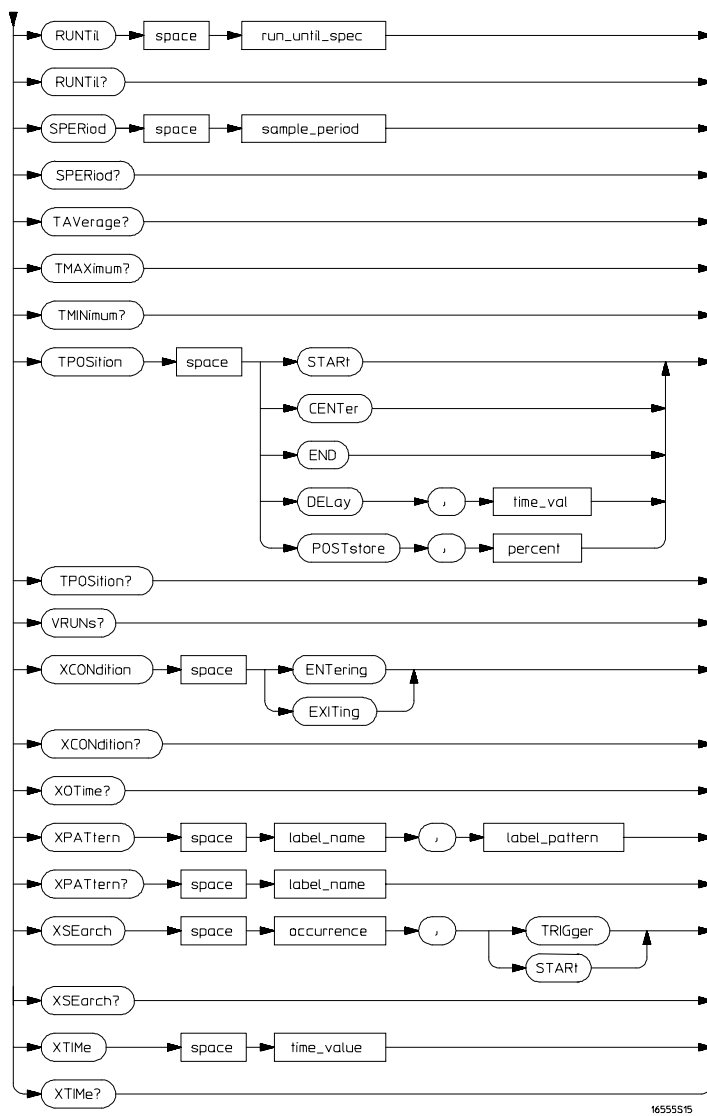 RUNTil space run_until_spec
RUNTil?
SPERiod space sample_period
SPERiod?
TAVerage?
TMAXimum?
TMINimum?
TPOSition space STARt
CENTer
END
DELay , time_val
POSTstore , percent
TPOSition?
VRUNs?
XCONdition space ENTering
EXITing
XCONdition?
XOTime?
XPATtern space label_name , label_pattern
XPATtern? space label_name
XSEarch space occurrence , TRIGger
STARt
XSEarch?
XTIMe space time_value
XTIMe?
16555S15